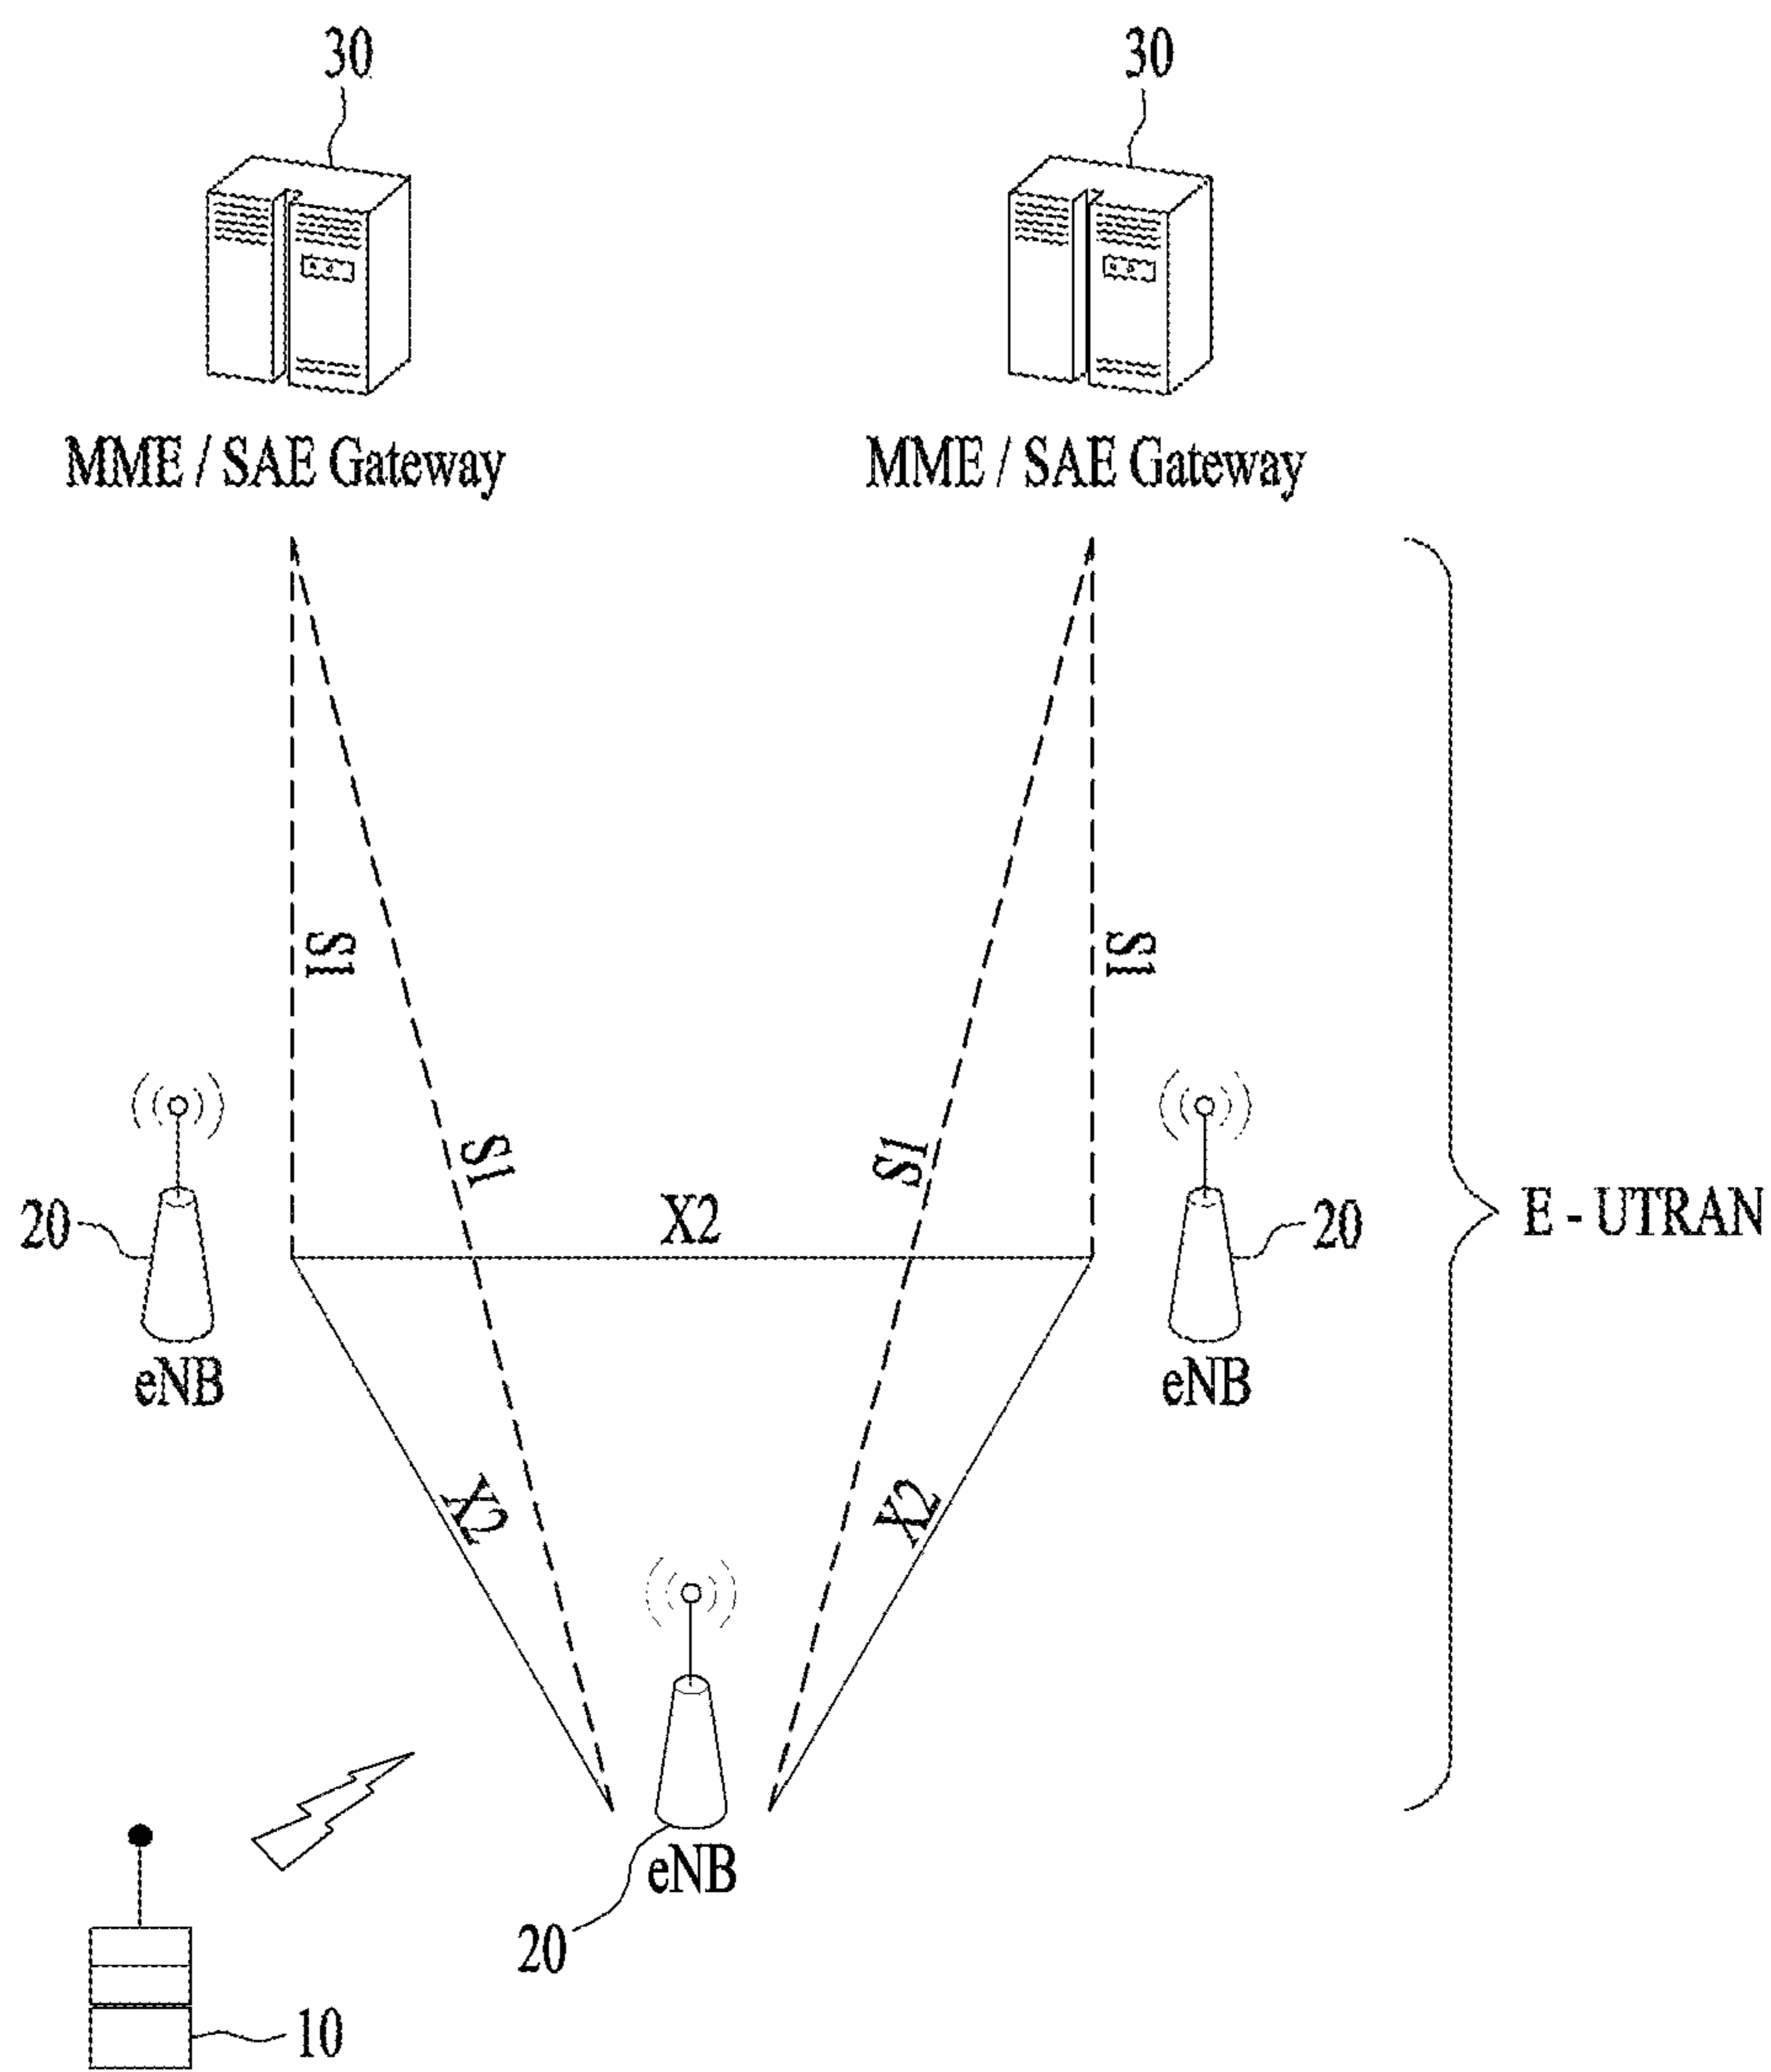 30
30
MME / SAE Gateway
MME / SAE Gateway
S1
S1
S1
S1
X2
20
20
E - UTRAN
eNB
eNB
X2
X2
eNB
20
10